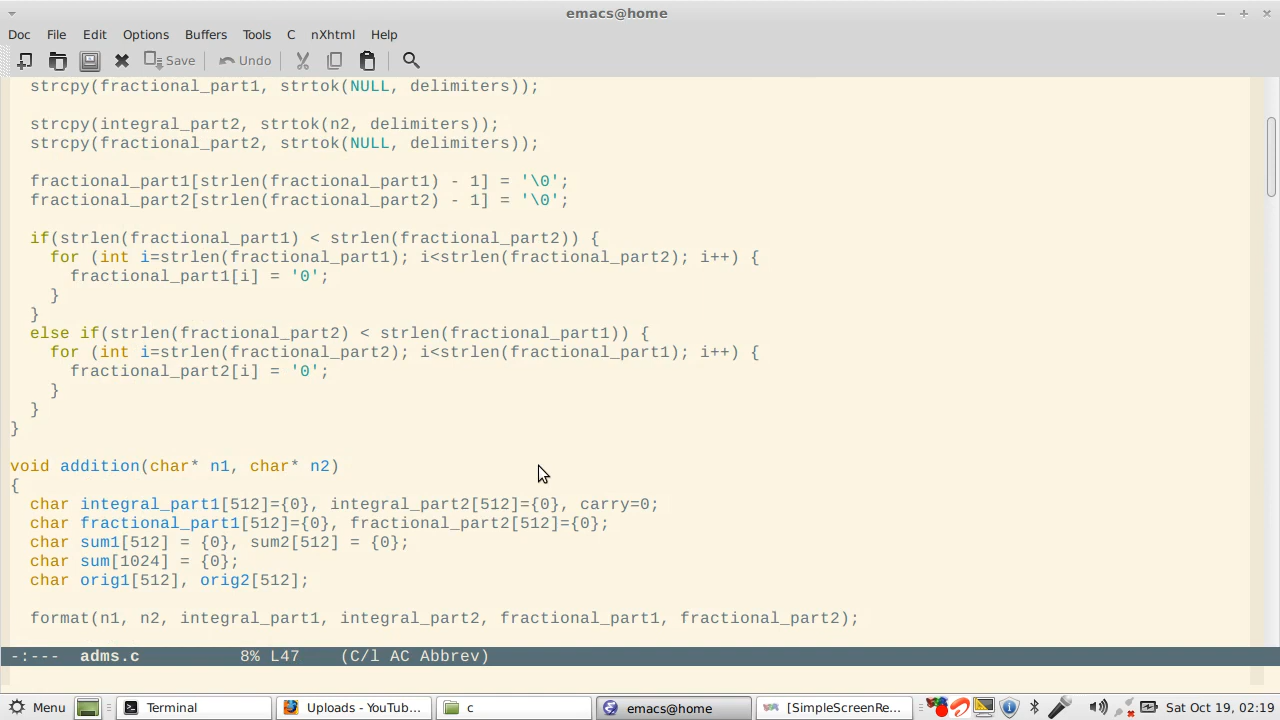 emacs@home
Doc File Edit Options Buffers Tools C nXhtml Help
Save Undo
strcpy(fractional_part1, strtok(NULL, delimiters));
strcpy(integral_part2, strtok(n2, delimiters));
strcpy(fractional_part2, strtok(NULL, delimiters));
fractional_part1[strlen(fractional_part1) - 1] = '\0';
fractional_part2[strlen(fractional_part2) - 1] = '\0';
if(strlen(fractional_part1) < strlen(fractional_part2)) {
for (int i=strlen(fractional_part1); i<strlen(fractional_part2); i++) {
fractional_part1[i] = '0';
}
}
else if(strlen(fractional_part2) < strlen(fractional_part1)) {
for (int i=strlen(fractional_part2); i<strlen(fractional_part1); i++) {
fractional_part2[i] = '0';
}
}
}
void addition(char* n1, char* n2)
{
char integral_part1[512]={0}, integral_part2[512]={0}, carry=0;
char fractional_part1[512]={0}, fractional_part2[512]={0};
char sum1[512] = {0}, sum2[512] = {0};
char sum[1024] = {0};
char orig1[512], orig2[512];
format(n1, n2, integral_part1, integral_part2, fractional_part1, fractional_part2);
-:--- adms.c 8% L47 (C/l AC Abbrev)
Menu Terminal Uploads - YouTub... c emacs@home [SimpleScreenRe... Sat Oct 19, 02:19